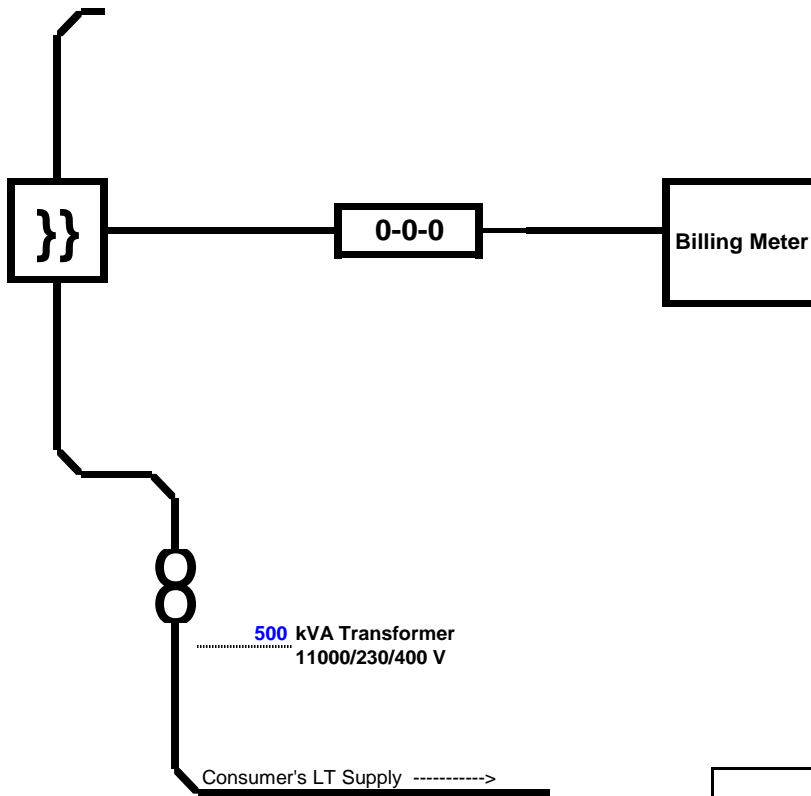 }}
0-0-0
Billing Meter
500 kVA Transformer
11000/230/400 V
Consumer's LT Supply ----------->